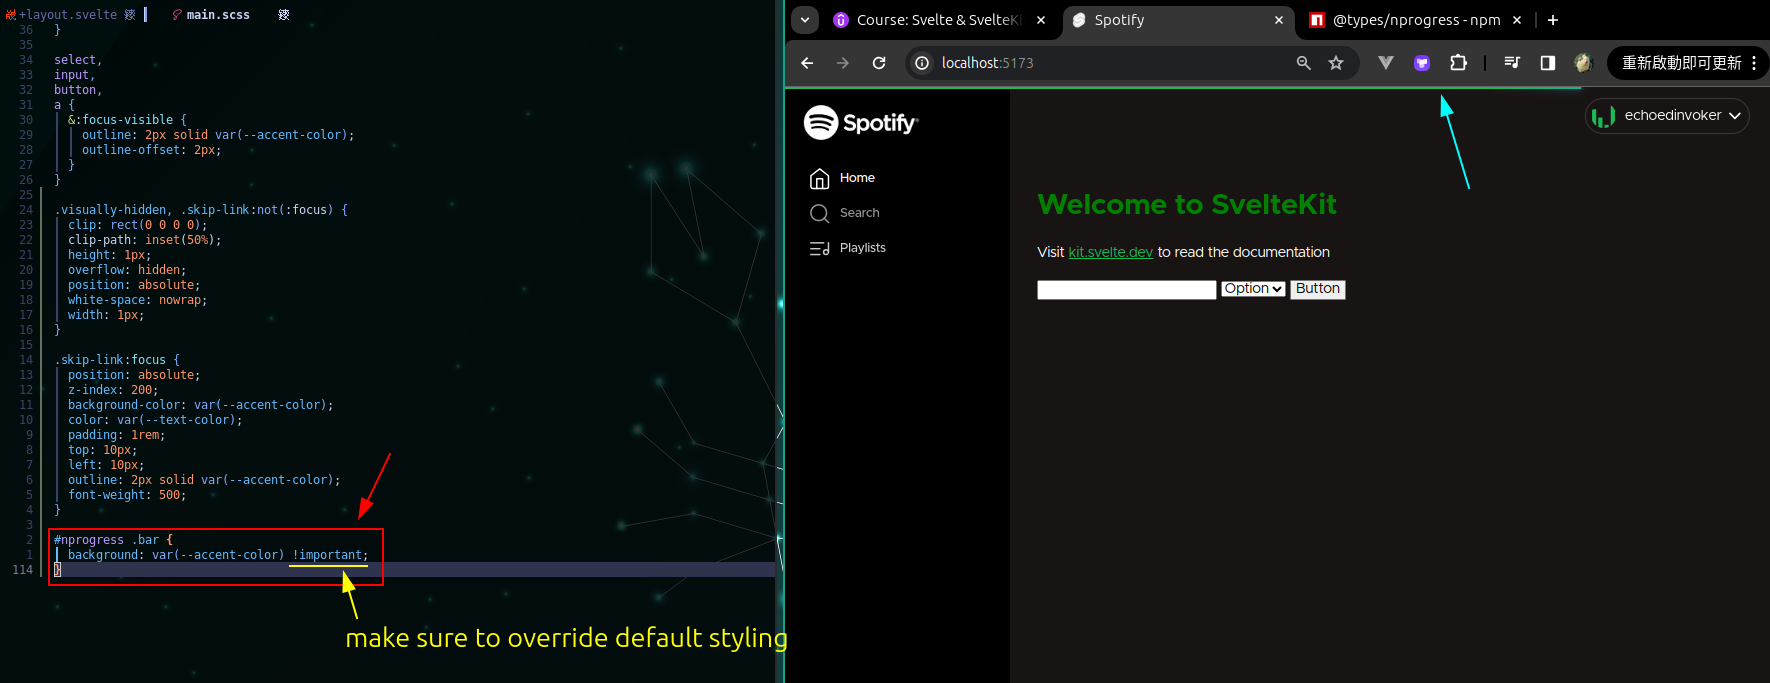 +layout.svelte
main.scss
36 }
35
34 select,
33 input,
32 button,
31 a {
30 &:focus-visible {
29 outline: 2px solid var(--accent-color);
28 outline-offset: 2px;
27 }
26 }
25
24 .visually-hidden, .skip-link:not(:focus) {
23 clip: rect(0 0 0 0);
22 clip-path: inset(50%);
21 height: 1px;
20 overflow: hidden;
19 position: absolute;
18 white-space: nowrap;
17 width: 1px;
16 }
15
14 .skip-link:focus {
13 position: absolute;
12 z-index: 200;
11 background-color: var(--accent-color);
10 color: var(--text-color);
9 padding: 1rem;
8 top: 10px;
7 left: 10px;
6 outline: 2px solid var(--accent-color);
5 font-weight: 500;
4 }
3
2 #nprogress .bar {
1 background: var(--accent-color) !important;
114 }
make sure to override default styling
Course: Svelte & SvelteKi
Spotify
@types/nprogress - npm
localhost:5173
重新啟動即可更新
Spotify
echoedinvoker
Home
Search
Playlists
Welcome to SvelteKit
Visit kit.svelte.dev to read the documentation
Option
Button